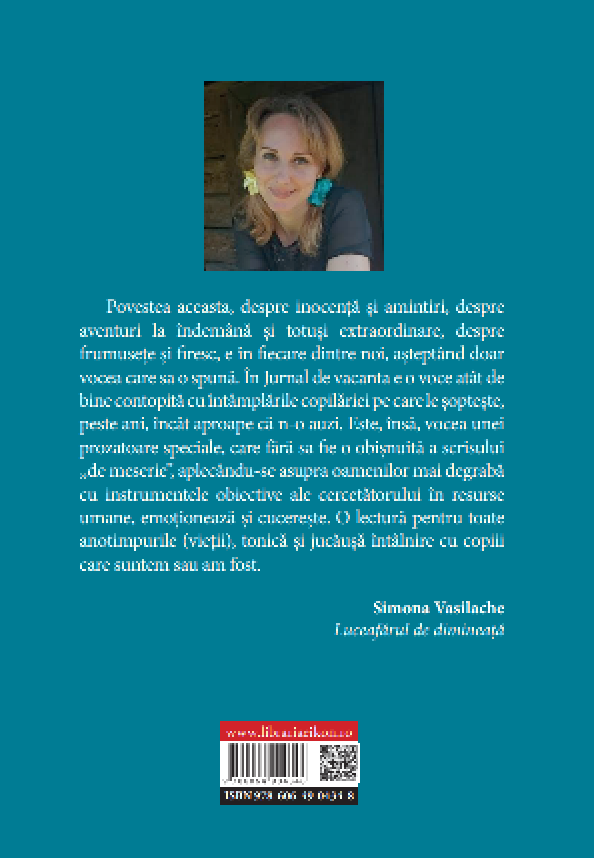 Povestea aceasta, despre inocență și amintiri, despre
aventuri la îndemână și totuși extraordinare, despre
frumusețe și firesc, e în fiecare dintre noi, așteptând doar
vocea care sa o spună. În Jurnal de vacanta e o voce atât de
bine contopită cu întâmplările copilăriei pe care le șoptește,
peste ani, încât aproape că n-o auzi. Este, însă, vocea unei
prozatoare speciale, care fără sa fie o obișnuită a scrisului
„de meserie”, aplecându-se asupra oamenilor mai degrabă
cu instrumentele obiective ale cercetătorului în resurse
umane, emoționează și cucerește. O lectură pentru toate
anotimpurile (vieții), tonică și jucăușă întâlnire cu copiii
care suntem sau am fost.
Simona Vasilache
Luceafărul de dimineață
www.librariarikon.ro
ISBN 978-606-49-0434-8